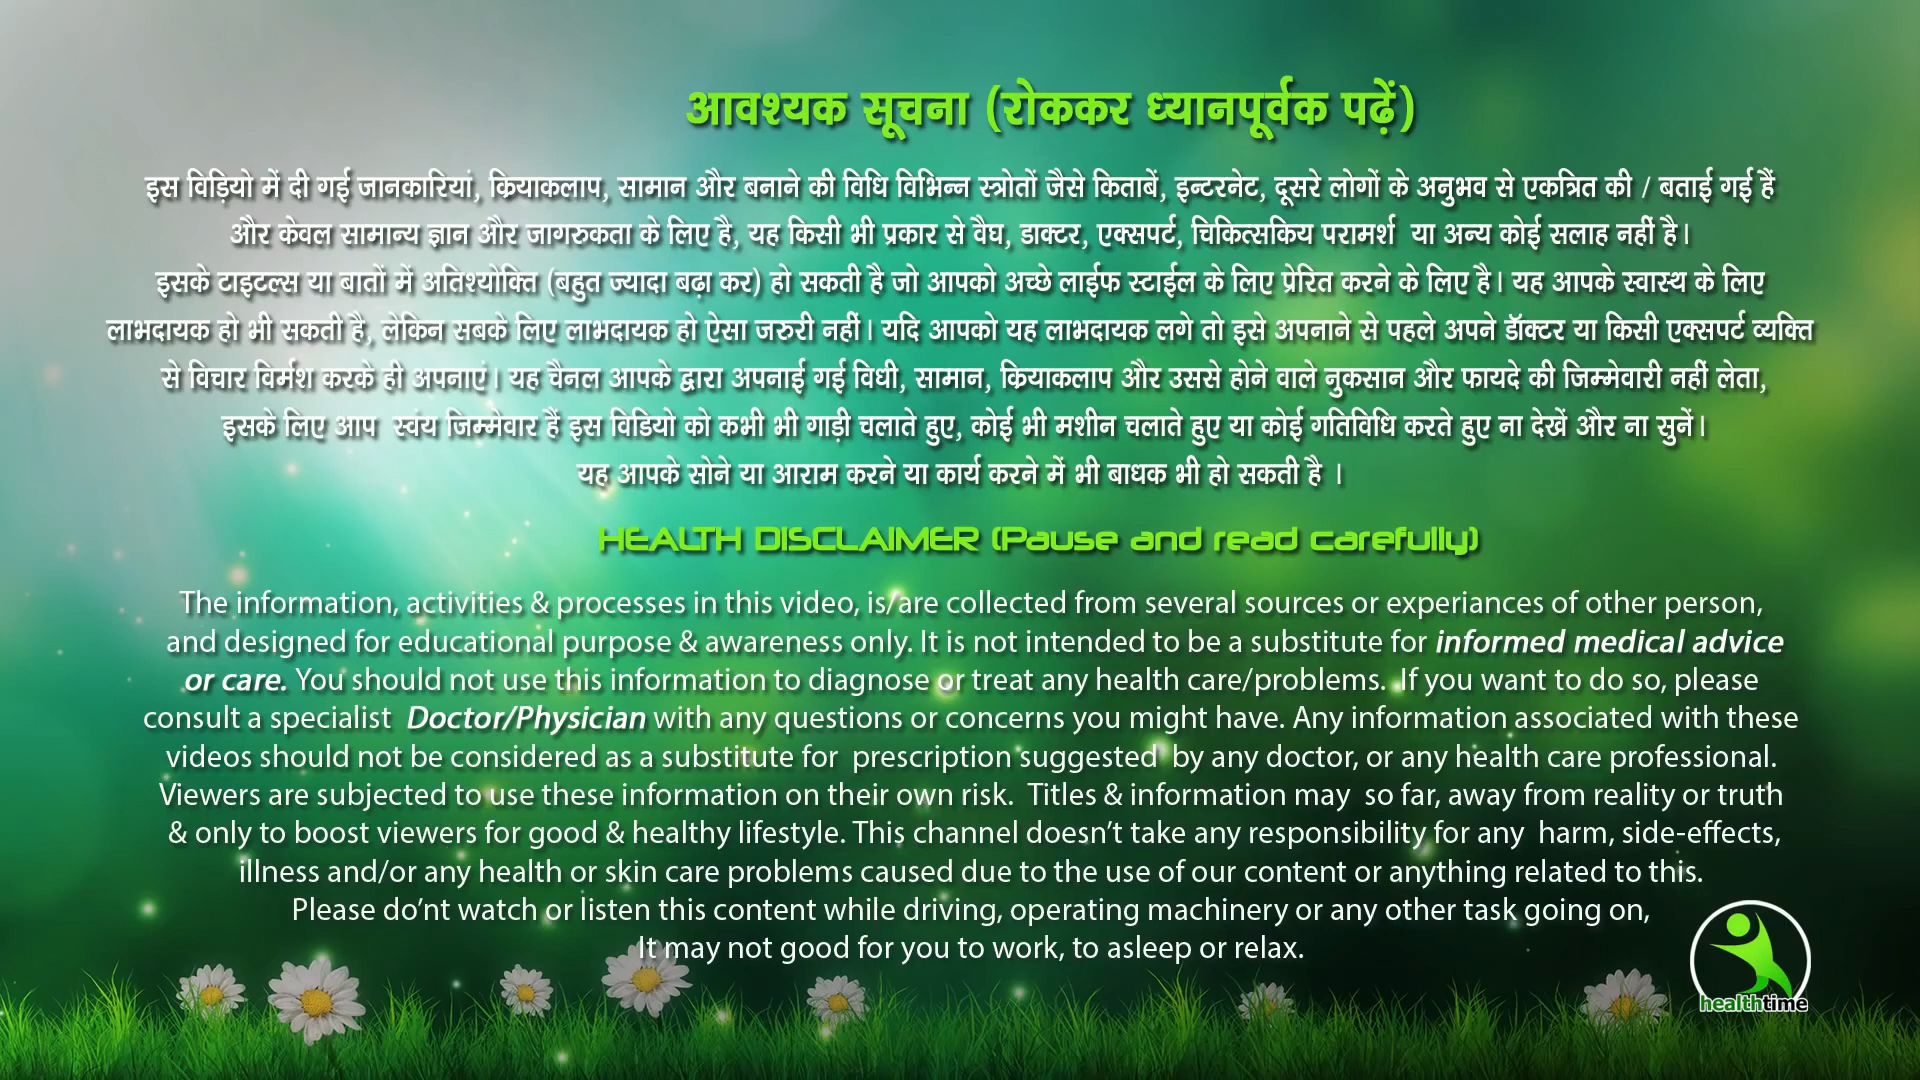 आवश्यक सूचना (रोककर ध्यानपूर्वक पढ़ें)
इस विड़ियो में दी गई जानकारियां, क्रियाकलाप, सामान और बनाने की विधि विभिन्न स्त्रोतों जैसे किताबें, इन्टरनेट, दूसरे लोगों के अनुभव से एकत्रित की / बताई गई हैं
और केवल सामान्य ज्ञान और जागरुकता के लिए है, यह किसी भी प्रकार से वैघ, डाक्टर, एक्सपर्ट, चिकित्सकिय परामर्श या अन्य कोई सलाह नहीं है।
इसके टाइटल्स या बातों में अतिश्योक्ति (बहुत ज्यादा बढ़ा कर) हो सकती है जो आपको अच्छे लाईफ स्टाईल के लिए प्रेरित करने के लिए है। यह आपके स्वास्थ के लिए
लाभदायक हो भी सकती है, लेकिन सबके लिए लाभदायक हो ऐसा जरुरी नहीं। यदि आपको यह लाभदायक लगे तो इसे अपनाने से पहले अपने डॉक्टर या किसी एक्सपर्ट व्यक्ति
से विचार विर्मश करके ही अपनाएं। यह चैनल आपके द्वारा अपनाई गई विधी, सामान, क्रियाकलाप और उससे होने वाले नुकसान और फायदे की जिम्मेवारी नहीं लेता,
इसके लिए आप स्वंय जिम्मेवार हैं इस विडियो को कभी भी गाड़ी चलाते हुए, कोई भी मशीन चलाते हुए या कोई गतिविधि करते हुए ना देखें और ना सुनें।
यह आपके सोने या आराम करने या कार्य करने में भी बाधक भी हो सकती है ।
HEALTH DISCLAIMER (Pause and read carefully)
The information, activities & processes in this video, is/are collected from several sources or experiances of other person,
and designed for educational purpose & awareness only. It is not intended to be a substitute for informed medical advice
or care. You should not use this information to diagnose or treat any health care/problems. If you want to do so, please
consult a specialist Doctor/Physician with any questions or concerns you might have. Any information associated with these
videos should not be considered as a substitute for prescription suggested by any doctor, or any health care professional.
Viewers are subjected to use these information on their own risk. Titles & information may so far, away from reality or truth
& only to boost viewers for good & healthy lifestyle. This channel doesn't take any responsibility for any harm, side-effects,
illness and/or any health or skin care problems caused due to the use of our content or anything related to this.
Please do'nt watch or listen this content while driving, operating machinery or any other task going on,
It may not good for you to work, to asleep or relax.
healthtime